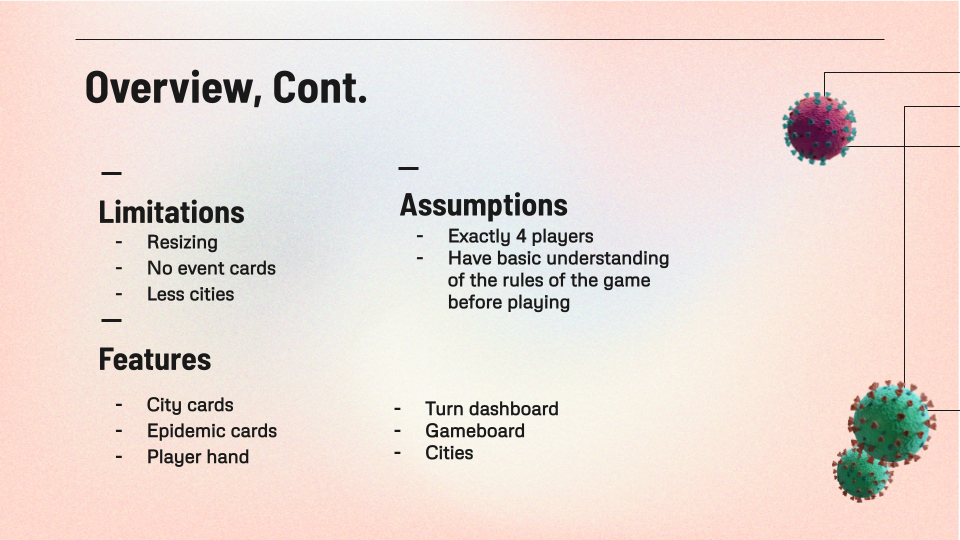 Overview, Cont.
Limitations
- Resizing
- No event cards
- Less cities
Assumptions
- Exactly 4 players
- Have basic understanding
of the rules of the game
before playing
Features
- City cards
- Epidemic cards
- Player hand
- Turn dashboard
- Gameboard
- Cities